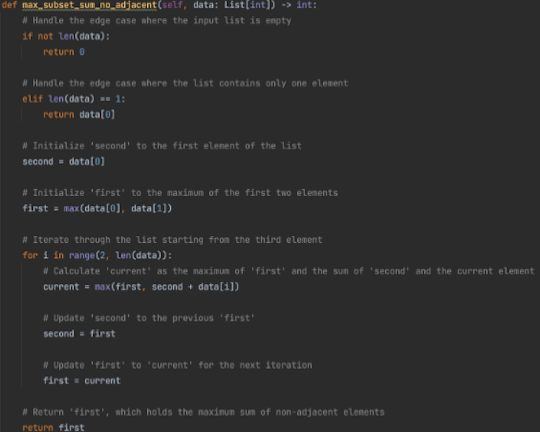 def max_subset_sum_no_adjacent(self, data: List[int]) -> int:
    # Handle the edge case where the input list is empty
    if not len(data):
        return 0

    # Handle the edge case where the list contains only one element
    elif len(data) == 1:
        return data[0]

    # Initialize 'second' to the first element of the list
    second = data[0]

    # Initialize 'first' to the maximum of the first two elements
    first = max(data[0], data[1])

    # Iterate through the list starting from the third element
    for i in range(2, len(data)):
        # Calculate 'current' as the maximum of 'first' and the sum of 'second' and the current element
        current = max(first, second + data[i])

        # Update 'second' to the previous 'first'
        second = first

        # Update 'first' to 'current' for the next iteration
        first = current

    # Return 'first', which holds the maximum sum of non-adjacent elements
    return first